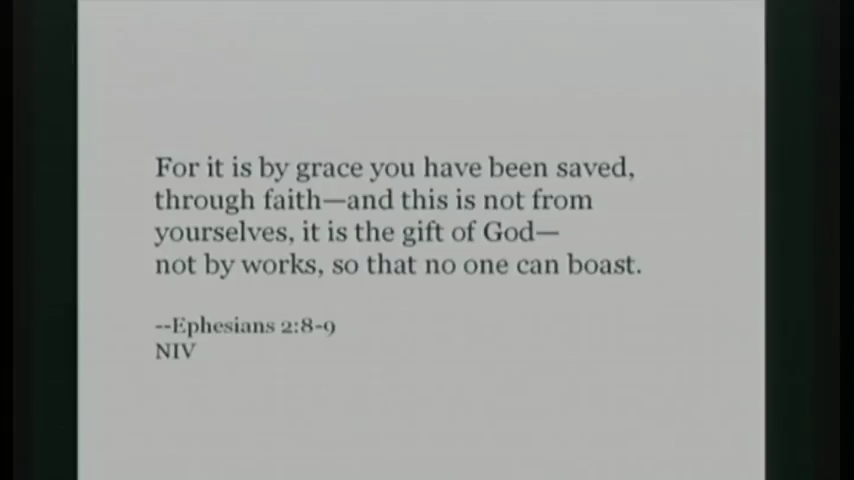 For it is by grace you have been saved,
through faith—and this is not from
yourselves, it is the gift of God—
not by works, so that no one can boast.
--Ephesians 2:8-9
NIV